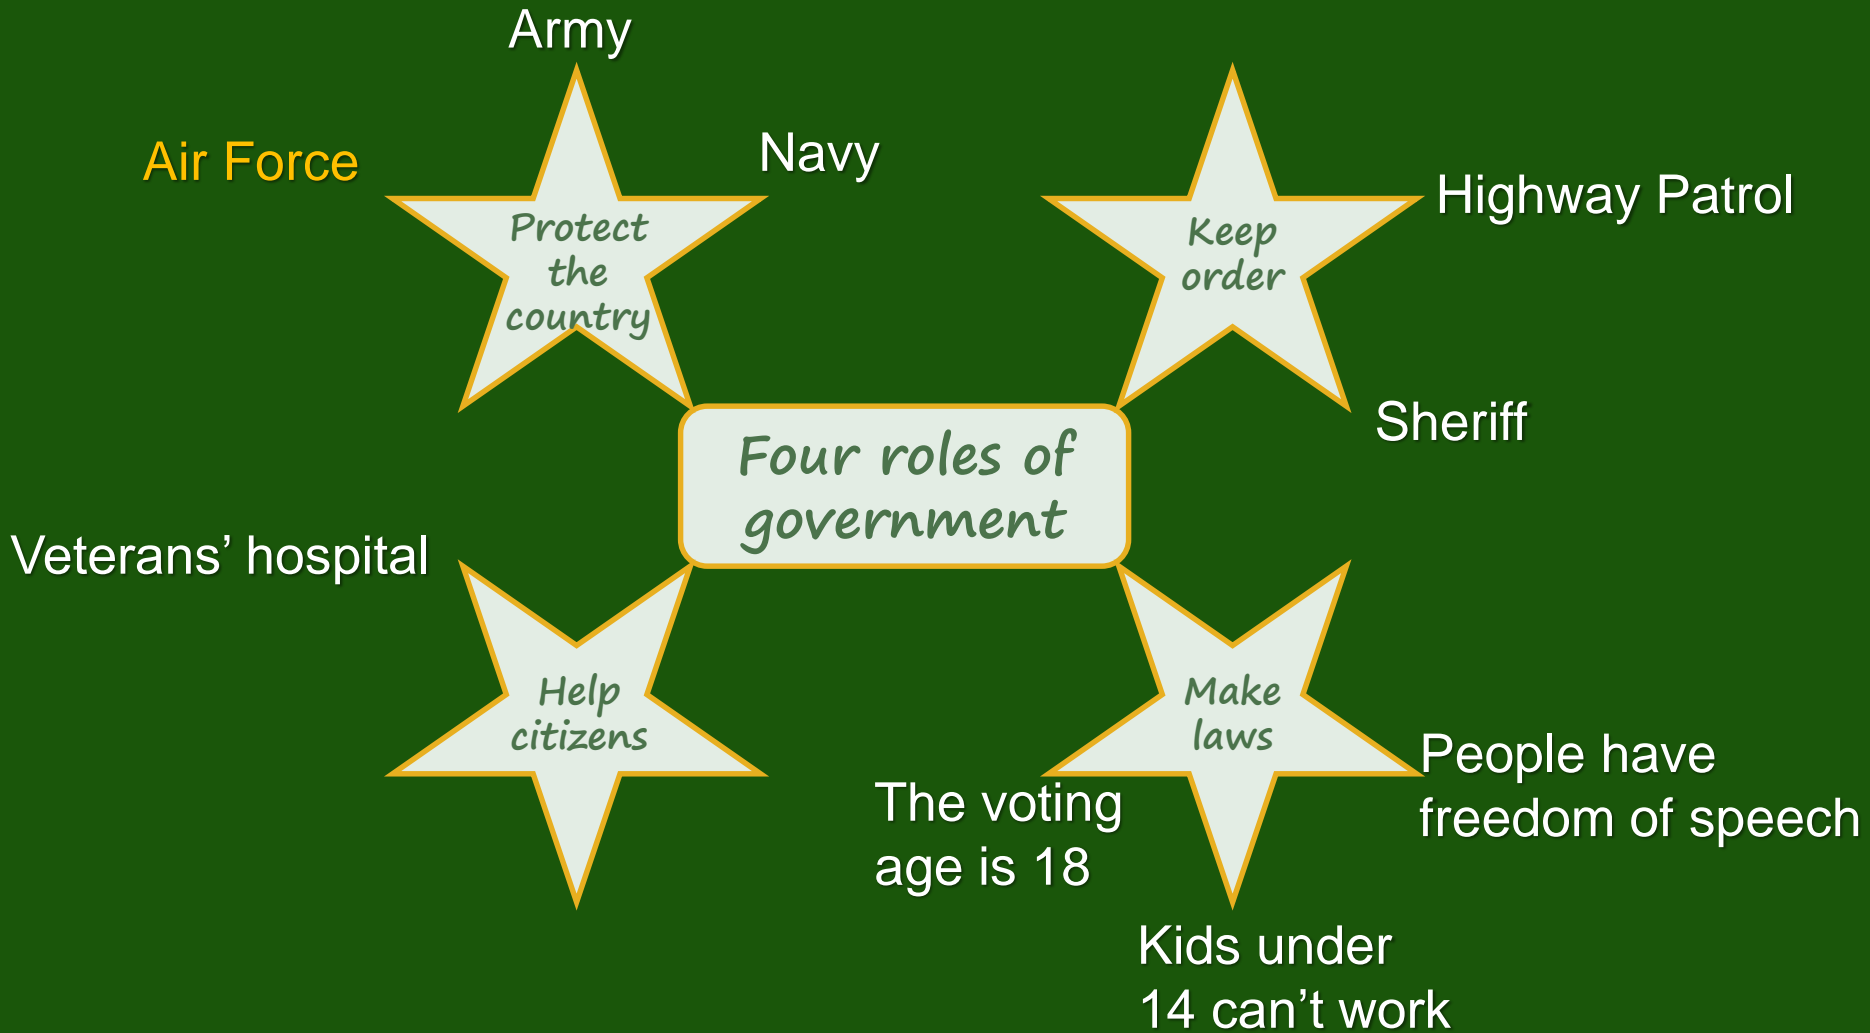 Army
Air Force
Navy
Protect
the
country
Highway Patrol
Keep
order
Sheriff
Four roles of
government
Veterans’ hospital
Help
citizens
Make
laws
People have
freedom of speech
The voting
age is 18
Kids under
14 can’t work